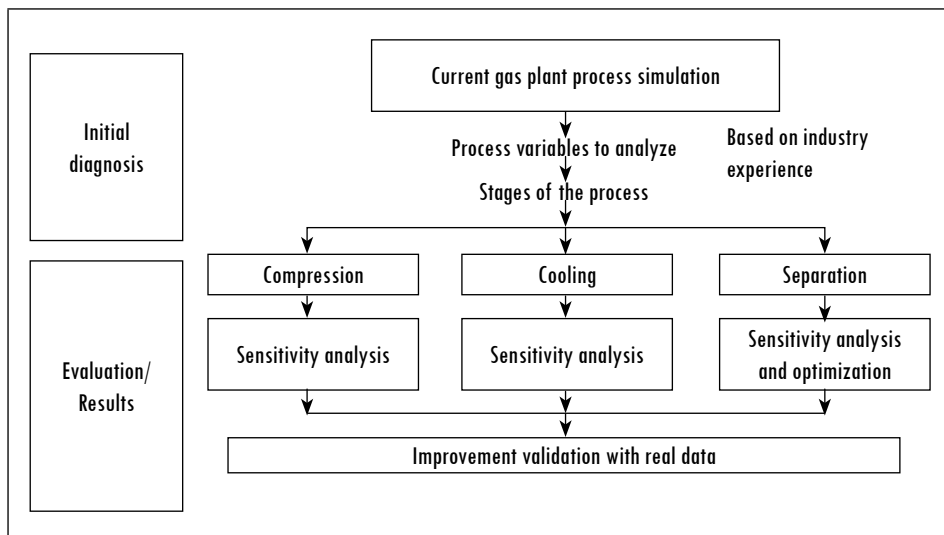 Current gas plant process simulation
Initial
diagnosis
Process variables to analyze
Based on industry
experience
Stages of the process
Compression
Cooling
Separation
Evaluation/
Results
Sensitivity analysis
Sensitivity analysis
Sensitivity analysis
and optimization
Improvement validation with real data